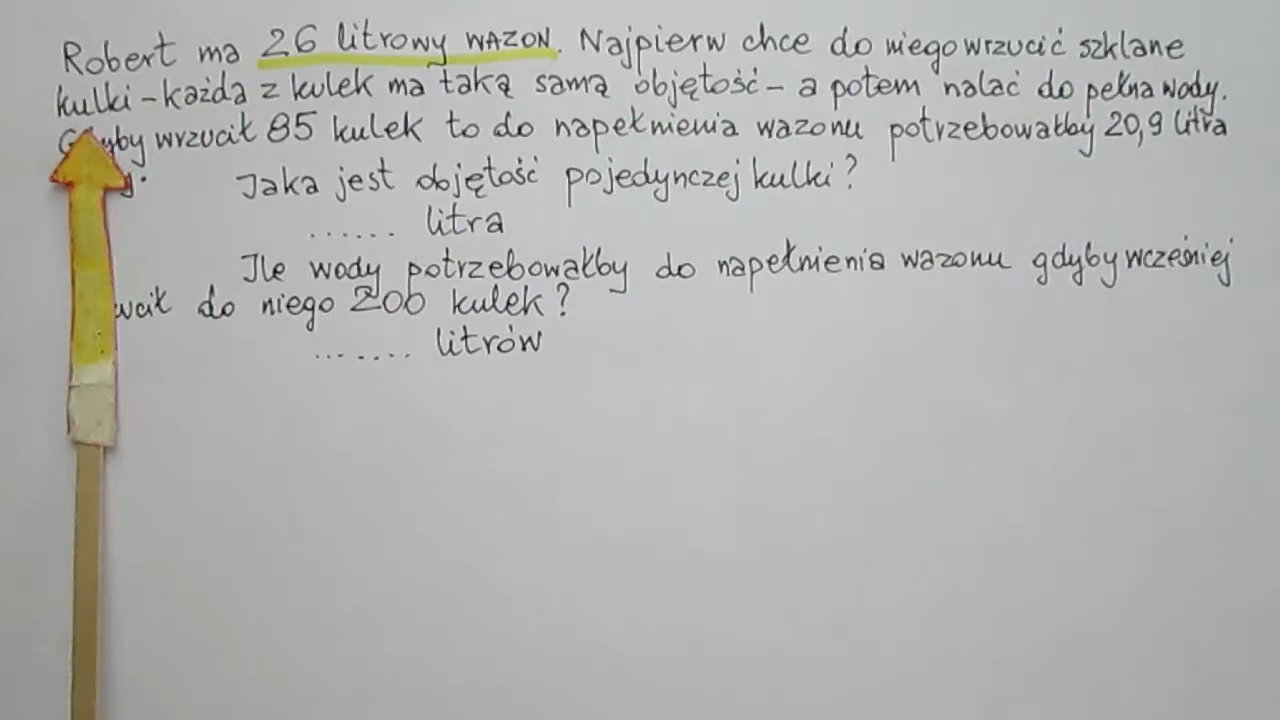 Robert ma 26 litrowy WAZON. Najpierw chce do niego wrzucić szklane
kulki - każda z kulek ma taką samą objętość - a potem nalać do pełna wody.
wrzucił 85 kulek to do napełnienia wazonu potrzebowałby 20,9 litra
Jaka jest objętość pojedynczej kulki?
...... litra
Ile wody potrzebowałby do napełnienia wazonu gdyby wcześniej
do niego 200 kulek?
....... litrów